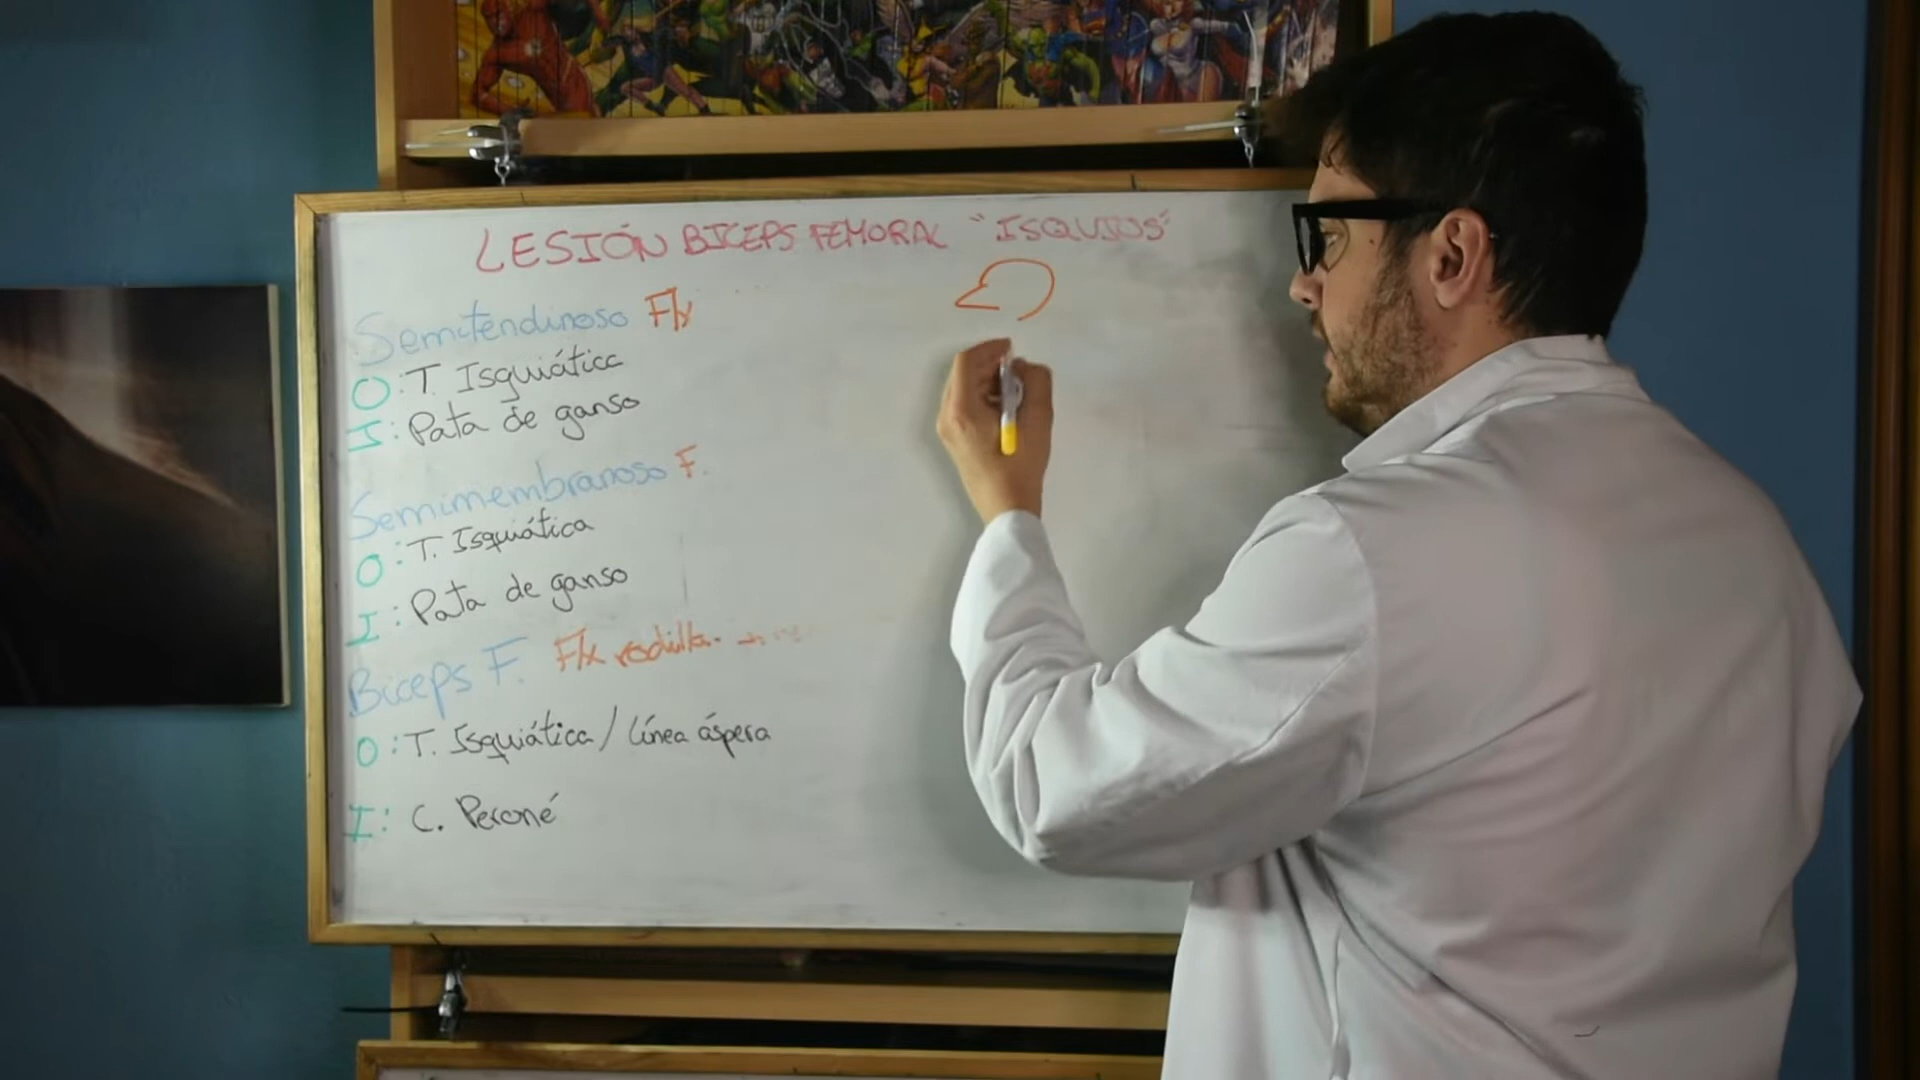 LESIÓN BICEPS FEMORAL "ISQUIOS"
Semitendinoso Flx
O: T. Isquiática
I: Pata de ganso
Semimembranoso F.
O: T. Isquiática
I: Pata de ganso
Biceps F. Flx rodilla. →
O: T. Isquiática / Línea áspera
I: C. Peroné